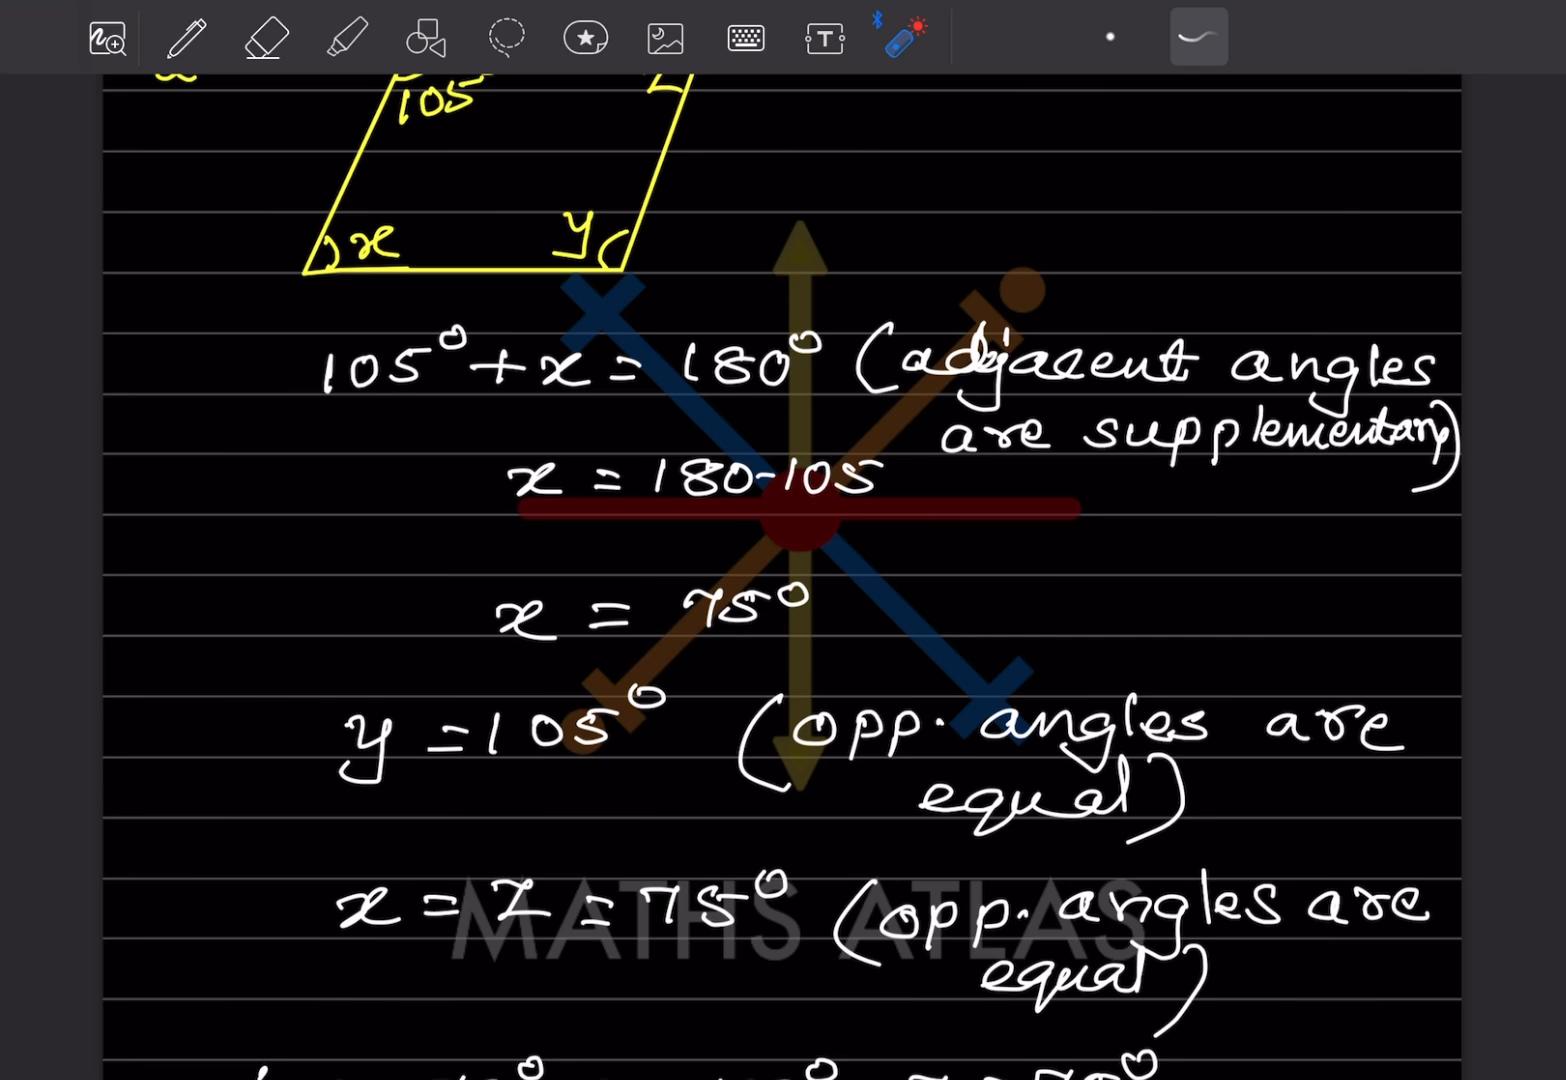 105
x y
105° + x = 180° (adjacent angles
are supplementary)
x = 180-105
x = 75°
y = 105° (opp. angles are
equal)
x = z = 75° (opp. angles are
equal)
MATHS ATLAS